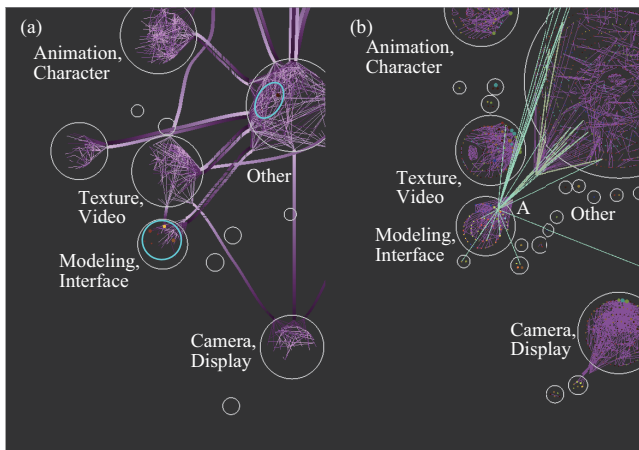 (a)
Animation,
Character
Other
Texture,
Video
Modeling,
Interface
Camera,
Display
(b)
Animation,
Character
Texture,
Video
A
Other
Modeling,
Interface
Camera,
Display